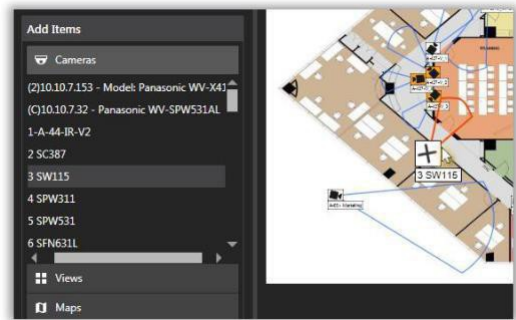 Add Items
Cameras
(2)10.10.7.153 - Model: Panasonic WV-X41
(C)10.10.7.32 - Panasonic WV-SPW531AL
1-A-44-IR-V2
2 SC387
3 SW115
4 SPW311
5 SPW531
6 SFN631L
Views
Maps
3 SW115